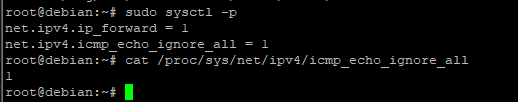 root@debian:~# sudo sysctl -p
net.ipv4.ip_forward = 1
net.ipv4.icmp_echo_ignore_all = 1
root@debian:~# cat /proc/sys/net/ipv4/icmp_echo_ignore_all
1
root@debian:~#